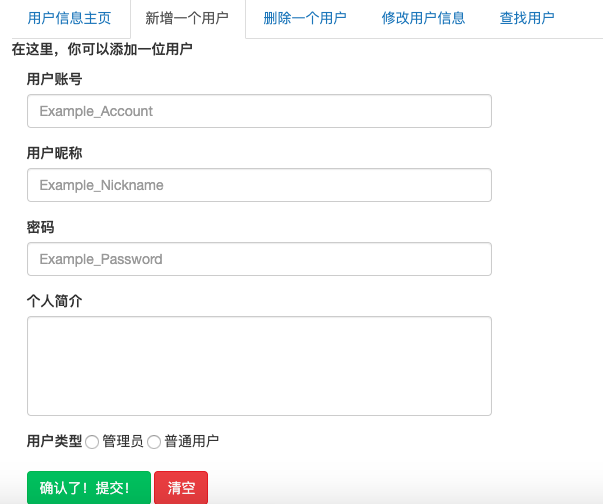 用户信息主页 新增一个用户 删除一个用户 修改用户信息 查找用户
在这里，你可以添加一位用户
用户账号
Example_Account
用户昵称
Example_Nickname
密码
Example_Password
个人简介
用户类型 管理员 普通用户
确认了！提交！ 清空